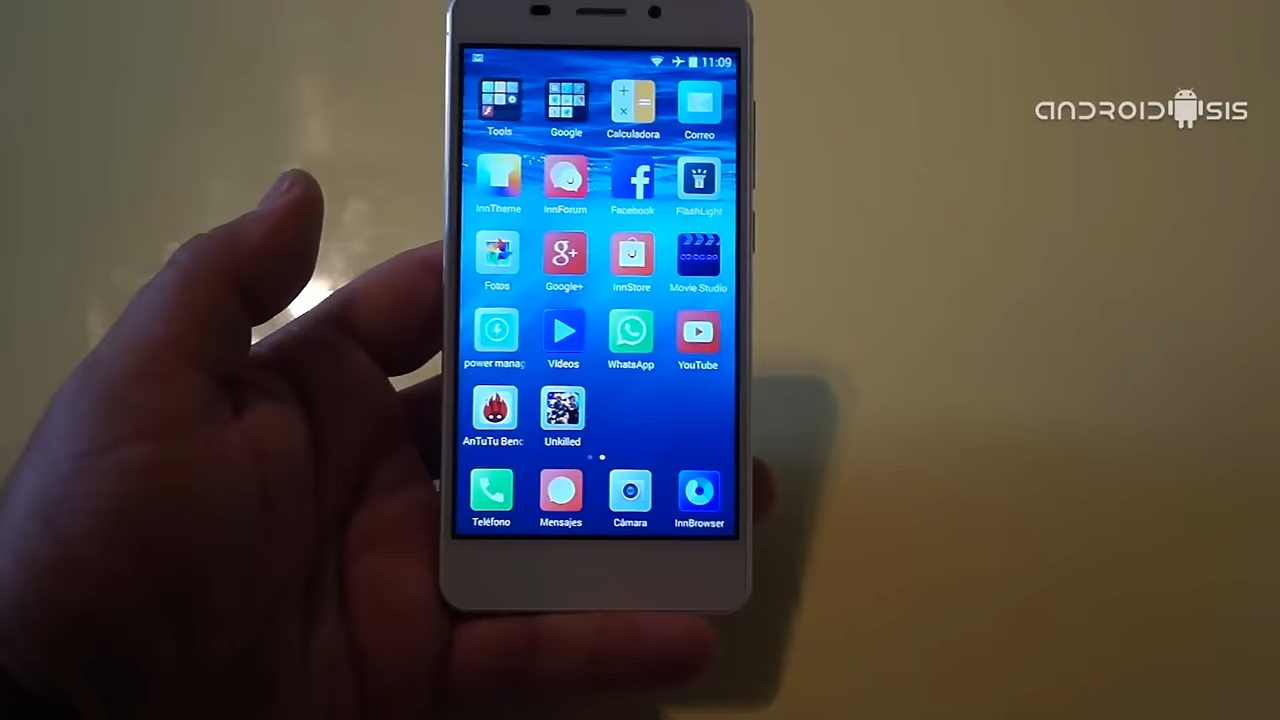 11:09
Tools Google Calculadora Correo
InnTheme InnForum Facebook FlashLight
Fotos Google+ InnStore Movie Studio
power manag Vídeos WhatsApp YouTube
AnTuTu Benc Unkilled
Teléfono Mensajes Cámara InnBrowser
ANDROIDSIS